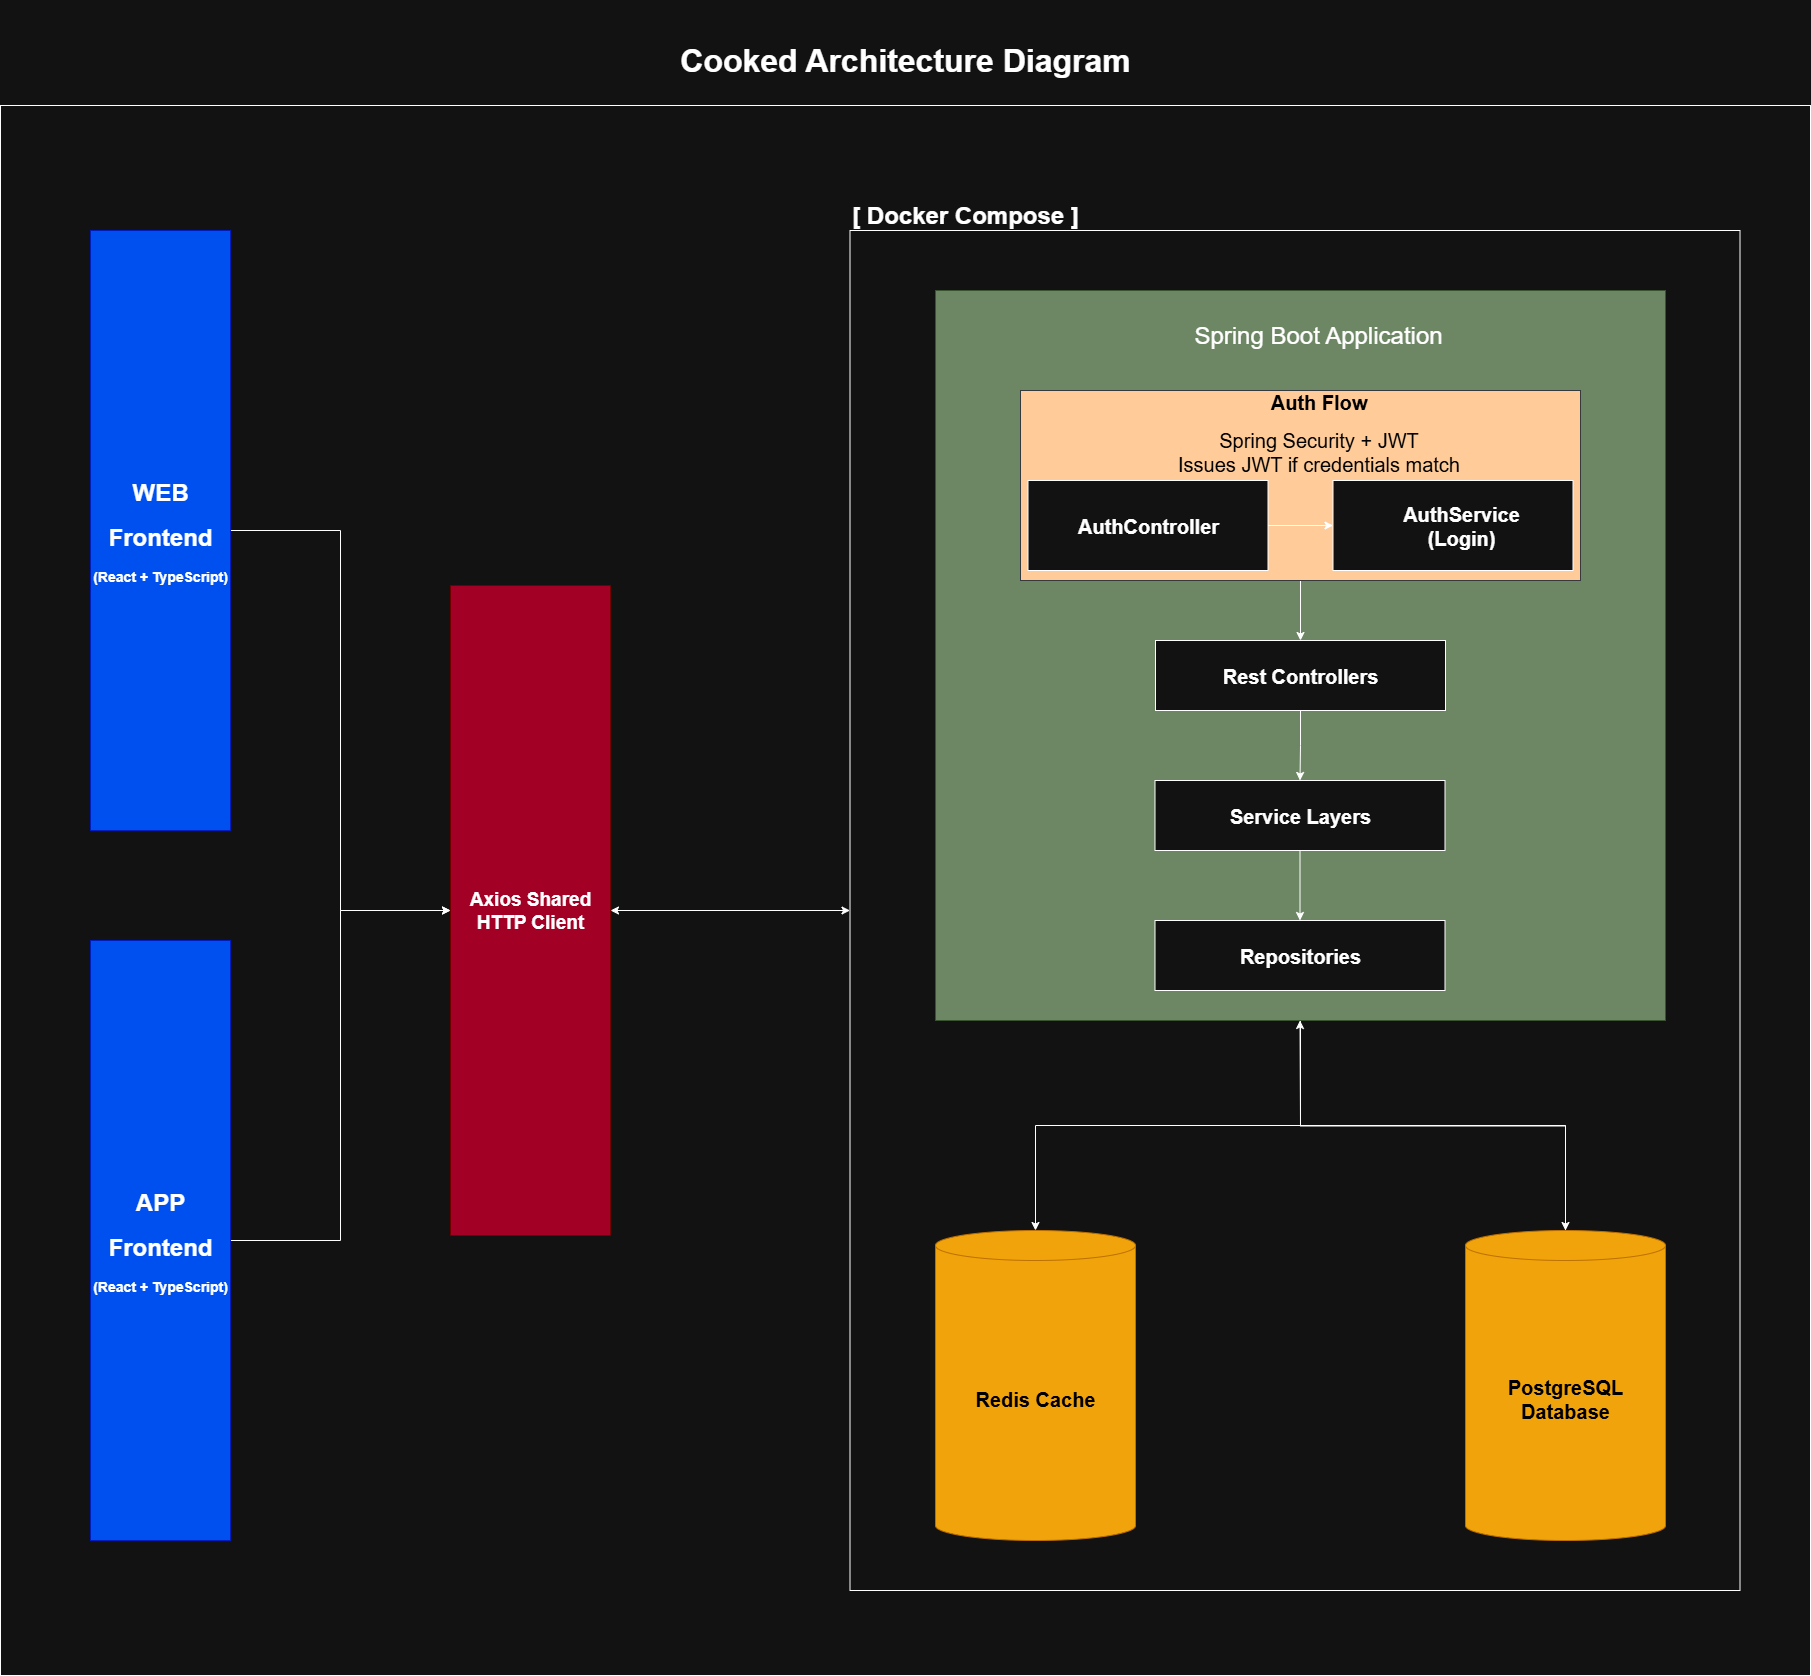 Cooked Architecture Diagram
[ Docker Compose ]
WEB
Frontend
(React + TypeScript)
APP
Frontend
(React + TypeScript)
Axios Shared
HTTP Client
Spring Boot Application
Auth Flow
Spring Security + JWT
Issues JWT if credentials match
AuthController
AuthService
(Login)
Rest Controllers
Service Layers
Repositories
Redis Cache
PostgreSQL
Database